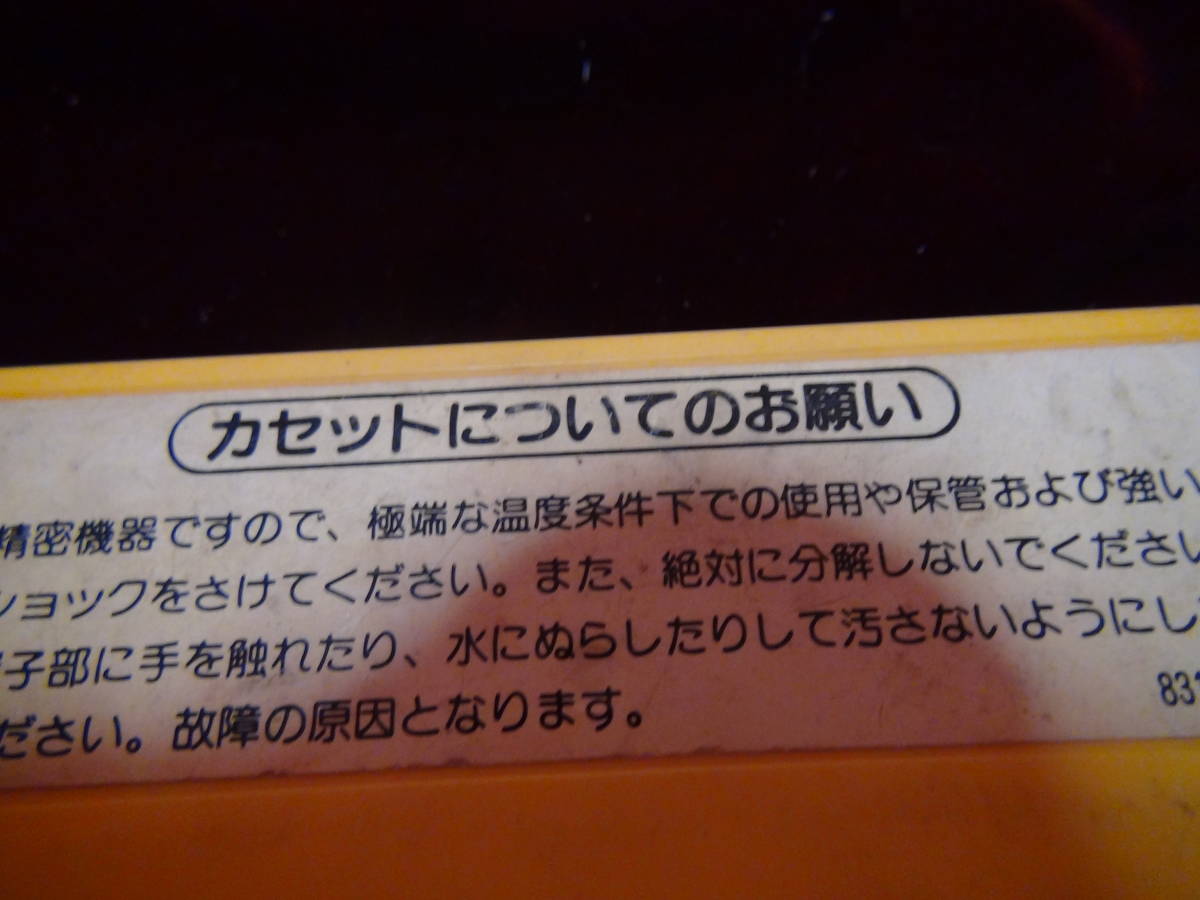 カセットについてのお願い
精密機器ですので、極端な温度条件下での使用や保管および強い
ショックをさけてください。また、絶対に分解しないでください
子部に手を触れたり、水にぬらしたりして汚さないようにし
ださい。故障の原因となります。
831